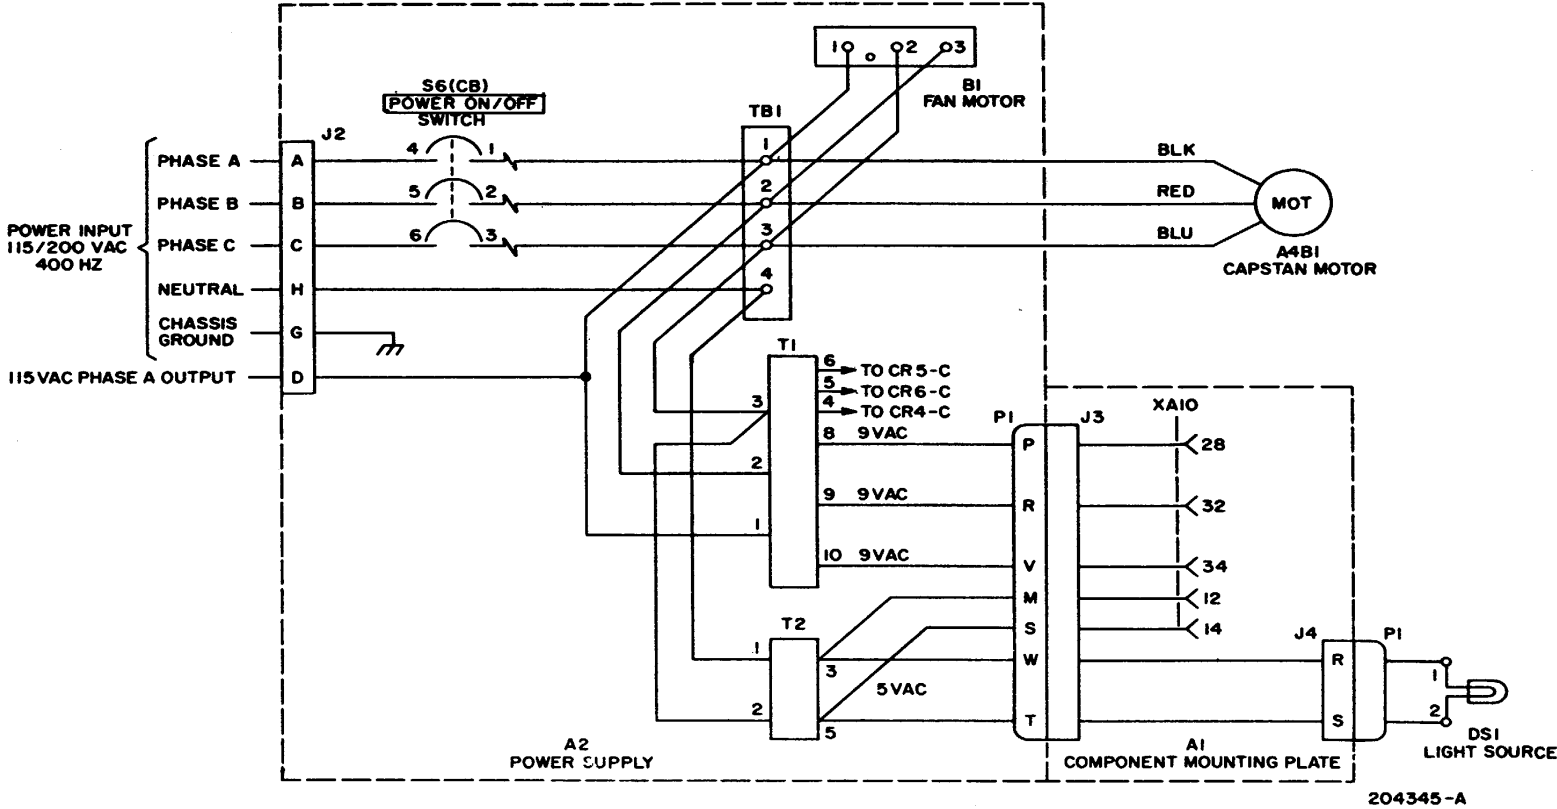 1 2 3
B1
FAN MOTOR
S6(CB)
POWER ON/OFF
SWITCH
TB1
J2
4 1
PHASE A A 1 BLK
5 2
PHASE B B 2 RED
6 3
PHASE C C 3 BLU
MOT
A4B1
CAPSTAN MOTOR
POWER INPUT
115/200 VAC
400 HZ
NEUTRAL H 4
CHASSIS
GROUND G
115VAC PHASE A OUTPUT D
T1
6 TO CR5-C
5 TO CR6-C
3 4 TO CR4-C
8 9VAC P1 P J3 XA10 28
2
9 9VAC R 32
1
10 9VAC V 34
M 12
T2 S 14
1 3 W J4 R P1 1
5VAC
2 5 T S 2
DS1
LIGHT SOURCE
A2
POWER SUPPLY
A1
COMPONENT MOUNTING PLATE
204345-A